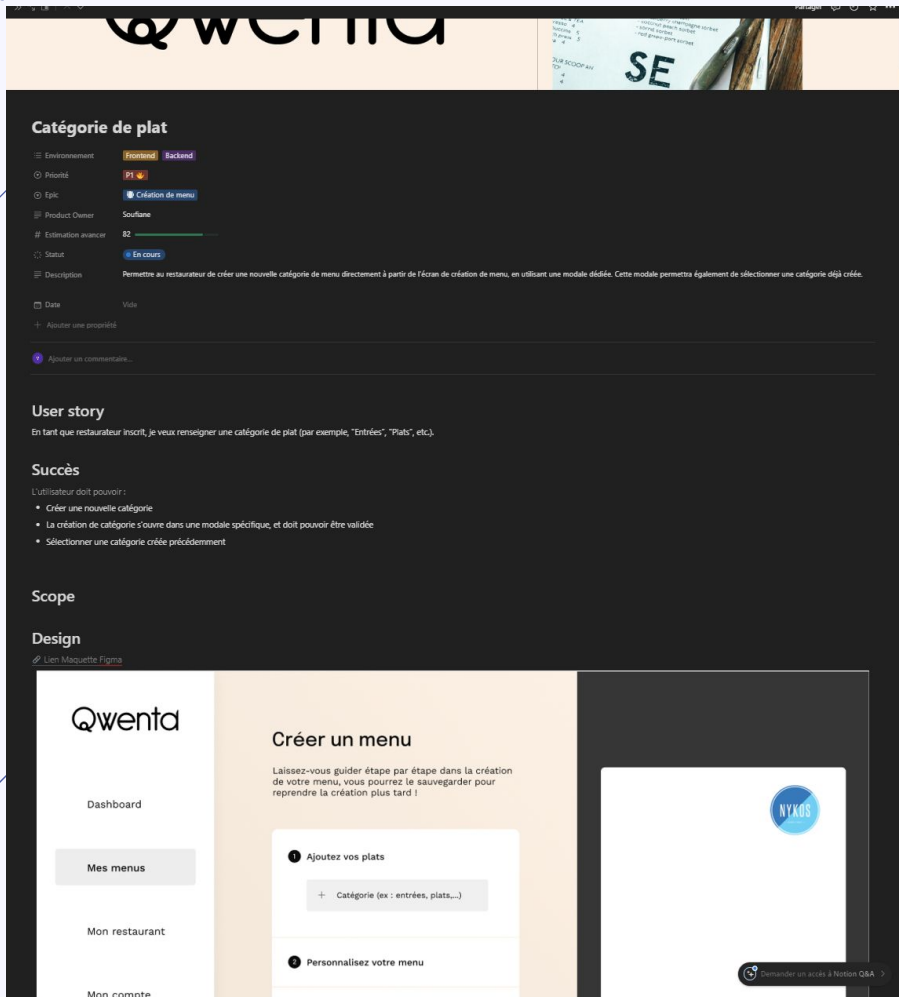 Partager
Qwenta
SE
Catégorie de plat
Environnement Frontend Backend
Priorité P1
Epic Création de menu
Product Owner Soufiane
# Estimation avancer 82
Statut En cours
Description Permettre au restaurateur de créer une nouvelle catégorie de menu directement à partir de l'écran de création de menu, en utilisant une modale dédiée. Cette modale permettra également de sélectionner une catégorie déjà créée.
Date Vide
+ Ajouter une propriété
Ajouter un commentaire...
User story
En tant que restaurateur inscrit, je veux renseigner une catégorie de plat (par exemple, "Entrées", "Plats", etc.).
Succès
L'utilisateur doit pouvoir :
• Créer une nouvelle catégorie
• La création de catégorie s'ouvre dans une modale spécifique, et doit pouvoir être validée
• Sélectionner une catégorie créée précédemment
Scope
Design
Lien Maquette Figma
Qwenta
Dashboard
Mes menus
Mon restaurant
Mon compte
Créer un menu
Laissez-vous guider étape par étape dans la création
de votre menu, vous pourrez le sauvegarder pour
reprendre la création plus tard !
1 Ajoutez vos plats
+ Catégorie (ex : entrées, plats,...)
2 Personnalisez votre menu
NYKOS
Demander un accès à Notion Q&A